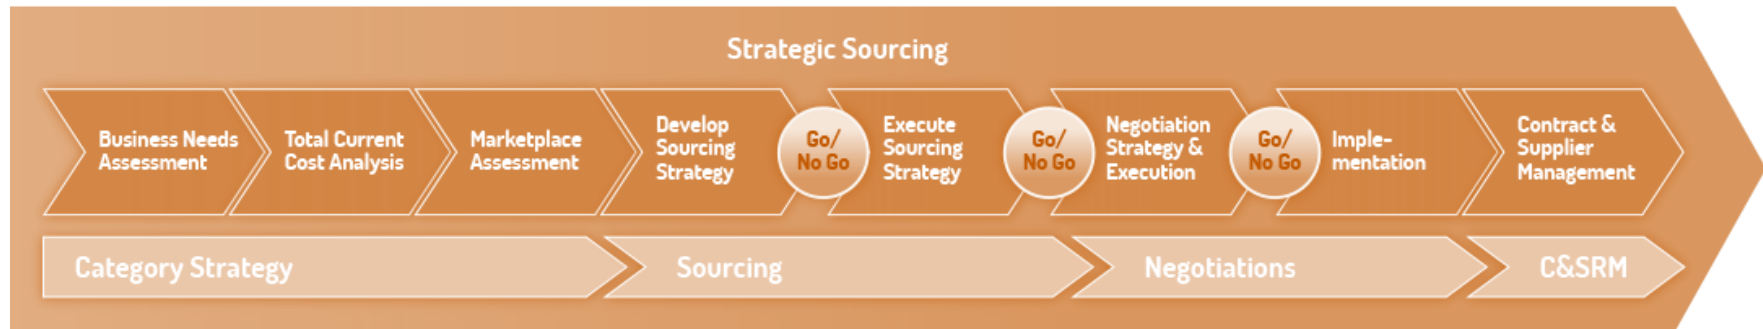 Strategic Sourcing
Business Needs
Assessment
Total Current
Cost Analysis
Marketplace
Assessment
Develop
Sourcing
Strategy
Go/
No Go
Execute
Sourcing
Strategy
Go/
No Go
Negotiation
Strategy &
Execution
Go/
No Go
Imple-
mentation
Contract &
Supplier
Management
Category Strategy
Sourcing
Negotiations
C&SRM